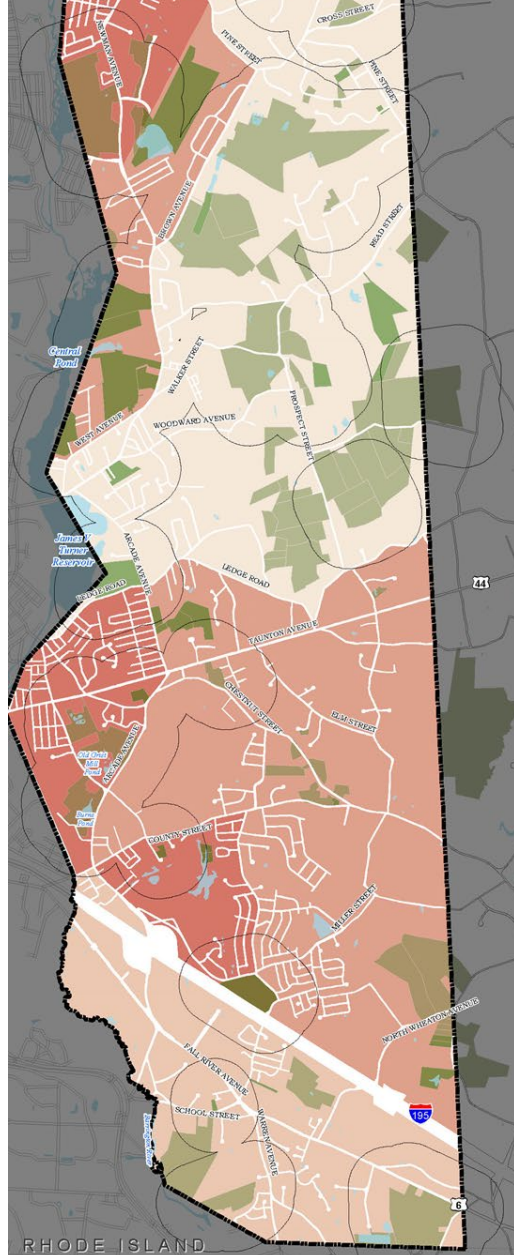 CROSS STREET
NEWMAN AVENUE
PINE STREET
PINE STREET
BROWN AVENUE
READ STREET
Central
Pond
WALKER STREET
PROSPECT STREET
WEST AVENUE
WOODWARD AVENUE
James V
Turner
Reservoir
ARCADE AVENUE
LEDGE ROAD
LEDGE ROAD
44
TAUNTON AVENUE
CHESTNUT STREET
ELM STREET
ARCADE AVENUE
Old Grist
Mill
Pond
Burrs
Pond
COUNTY STREET
MILLER STREET
NORTH WHEATON AVENUE
FALL RIVER AVENUE
195
SCHOOL STREET
WARREN AVENUE
6
RHODE ISLAND